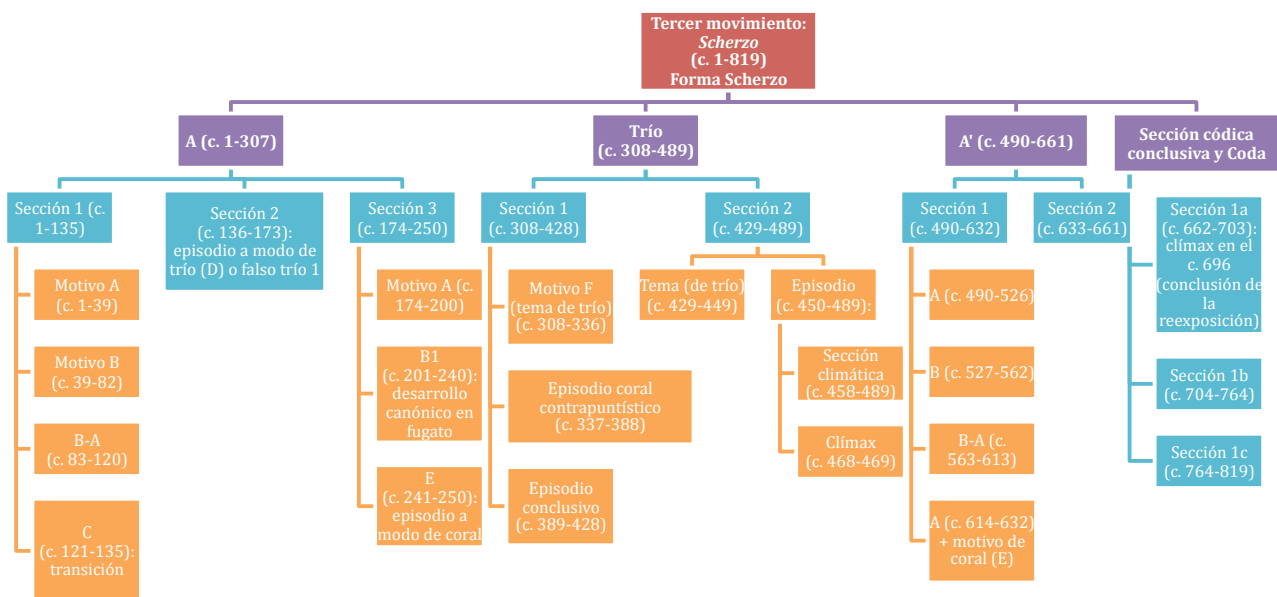 Tercer movimiento:
Scherzo
(c. 1-819)
Forma Scherzo
A (c. 1-307)
Trío
(c. 308-489)
A' (c. 490-661)
Sección códica
conclusiva y Coda
Sección 1 (c.
1-135)
Sección 2
(c. 136-173):
episodio a modo de
trío (D) o falso trío 1
Sección 3
(c. 174-250)
Sección 1
(c. 308-428)
Sección 2
(c. 429-489)
Sección 1
(c. 490-632)
Sección 2
(c. 633-661)
Sección 1a
(c. 662-703):
clímax en el
c. 696
(conclusión de
la
reexposición)
Motivo A
(c. 1-39)
Motivo B
(c. 39-82)
B-A
(c. 83-120)
C
(c. 121-135):
transición
Motivo A (c.
174-200)
B1
(c. 201-240):
desarrollo
canónico en
fugato
E
(c. 241-250):
episodio a
modo de coral
Motivo F
(tema de trío)
(c. 308-336)
Episodio coral
contrapuntístico
(c. 337-388)
Episodio
conclusivo
(c. 389-428)
Tema (de trío)
(c. 429-449)
Episodio
(c. 450-489):
Sección
climática
(c. 458-489)
Clímax
(c. 468-469)
A (c. 490-526)
B (c. 527-562)
B-A (c.
563-613)
A (c. 614-632)
+ motivo de
coral (E)
Sección 1b
(c. 704-764)
Sección 1c
(c. 764-819)